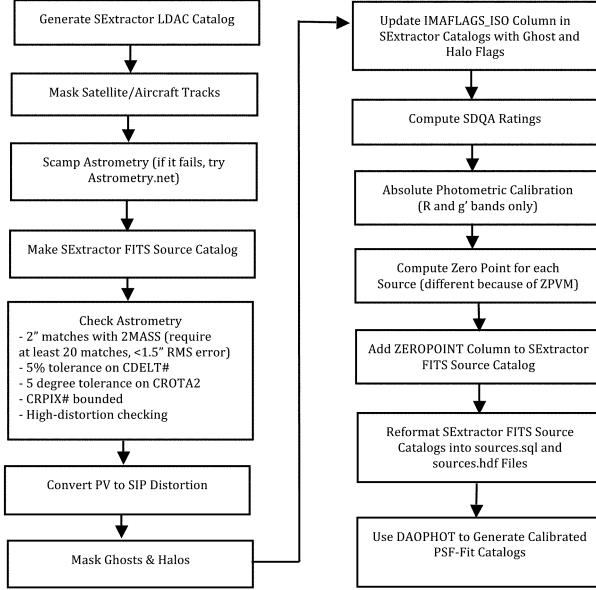 Generate SExtractor LDAC Catalog
Mask Satellite/Aircraft Tracks
Scamp Astrometry (if it fails, try
Astrometry.net)
Make SExtractor FITS Source Catalog
Check Astrometry
- 2” matches with 2MASS (require
at least 20 matches, <1.5” RMS error)
- 5% tolerance on CDELT#
- 5 degree tolerance on CROTA2
- CRPIX# bounded
- High-distortion checking
Convert PV to SIP Distortion
Mask Ghosts & Halos
Update IMAFLAGS_ISO Column in
SExtractor Catalogs with Ghost and
Halo Flags
Compute SDQA Ratings
Absolute Photometric Calibration
(R and g’ bands only)
Compute Zero Point for each
Source (different because of ZPVM)
Add ZEROPOINT Column to SExtractor
FITS Source Catalog
Reformat SExtractor FITS Source
Catalogs into sources.sql and
sources.hdf Files
Use DAOPHOT to Generate Calibrated
PSF-Fit Catalogs